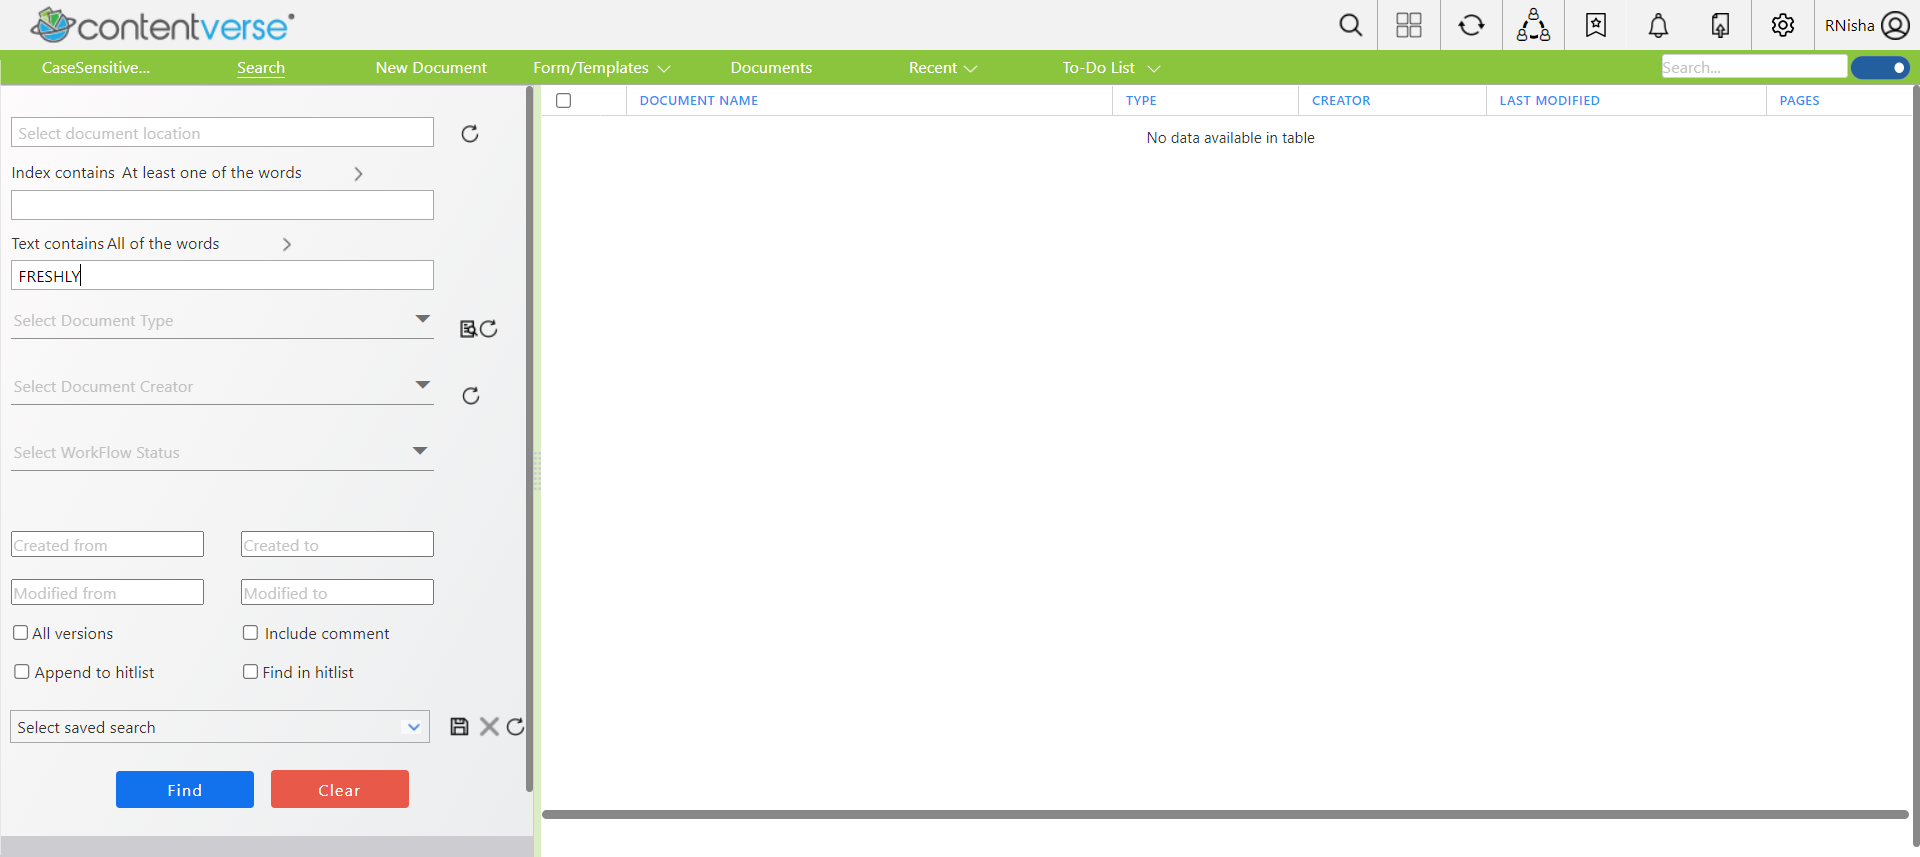 contentverse
RNisha
CaseSensitive...
Search
New Document
Form/Templates
Documents
Recent
To-Do List
Search...
Select document location
Index contains At least one of the words
Text contains All of the words
FRESHLY
Select Document Type
Select Document Creator
Select WorkFlow Status
Created from
Created to
Modified from
Modified to
All versions
Include comment
Append to hitlist
Find in hitlist
Select saved search
Find
Clear
DOCUMENT NAME
TYPE
CREATOR
LAST MODIFIED
PAGES
No data available in table